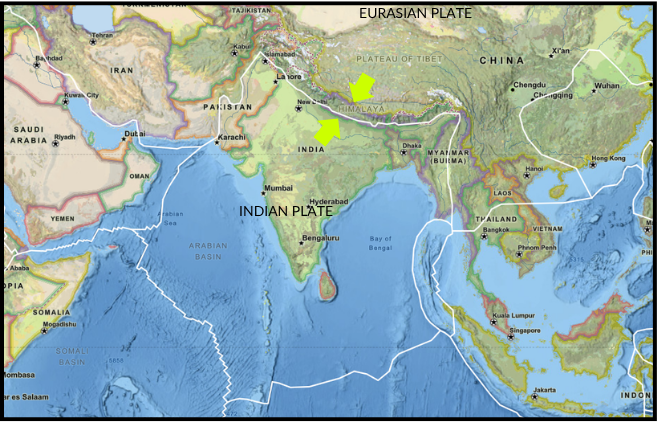 EURASIAN PLATE
TAJIKISTAN
Tehran
Kabul
Xi'an
Baghdad
Islamabad
PLATEAU OF TIBET
CHINA
IRAN
Lahore
Chengdu
Wuhan
Chongqing
Kuwait City
PAKISTAN
New Delhi
HIMALAYA
SAUDI
ARABIA
Riyadh
Dubai
Karachi
INDIA
Dhaka
MYANMAR
(BURMA)
Hong Kong
Hanoi
OMAN
LAOS
Mumbai
Hyderabad
INDIAN PLATE
YEMEN
Arabian
Sea
THAILAND
VIETNAM
Bangkok
Bengaluru
Bay of
Bengal
ARABIAN
BASIN
Phnom Penh
Ababa
OPIA
SOMALIA
Mogadishu
Kuala Lumpur
Singapore
SOMALI
BASIN
Mombasa
ar es Salaam
Jakarta
INDON